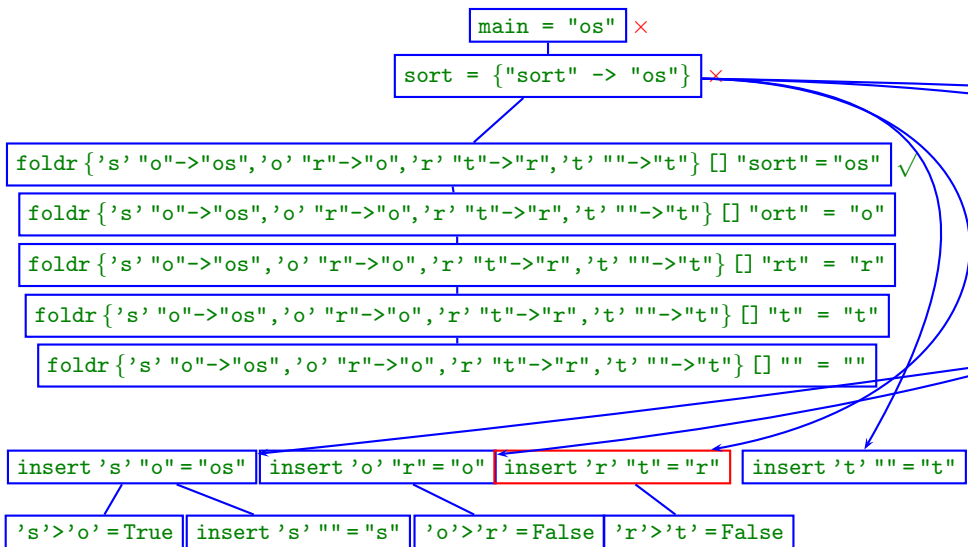 main = "os" ×
sort = {"sort" -> "os"} ×
foldr {'s' "o"->"os",'o' "r"->"o",'r' "t"->"r",'t' ""->"t"} [] "sort"="os" √
foldr {'s' "o"->"os",'o' "r"->"o",'r' "t"->"r",'t' ""->"t"} [] "ort" = "o"
foldr {'s' "o"->"os",'o' "r"->"o",'r' "t"->"r",'t' ""->"t"} [] "rt" = "r"
foldr {'s' "o"->"os",'o' "r"->"o",'r' "t"->"r",'t' ""->"t"} [] "t" = "t"
foldr {'s' "o"->"os",'o' "r"->"o",'r' "t"->"r",'t' ""->"t"} [] "" = ""
insert 's' "o"="os" insert 'o' "r"="o" insert 'r' "t"="r" insert 't' ""="t"
's'>'o'=True insert 's' ""="s" 'o'>'r'=False 'r'>'t'=False